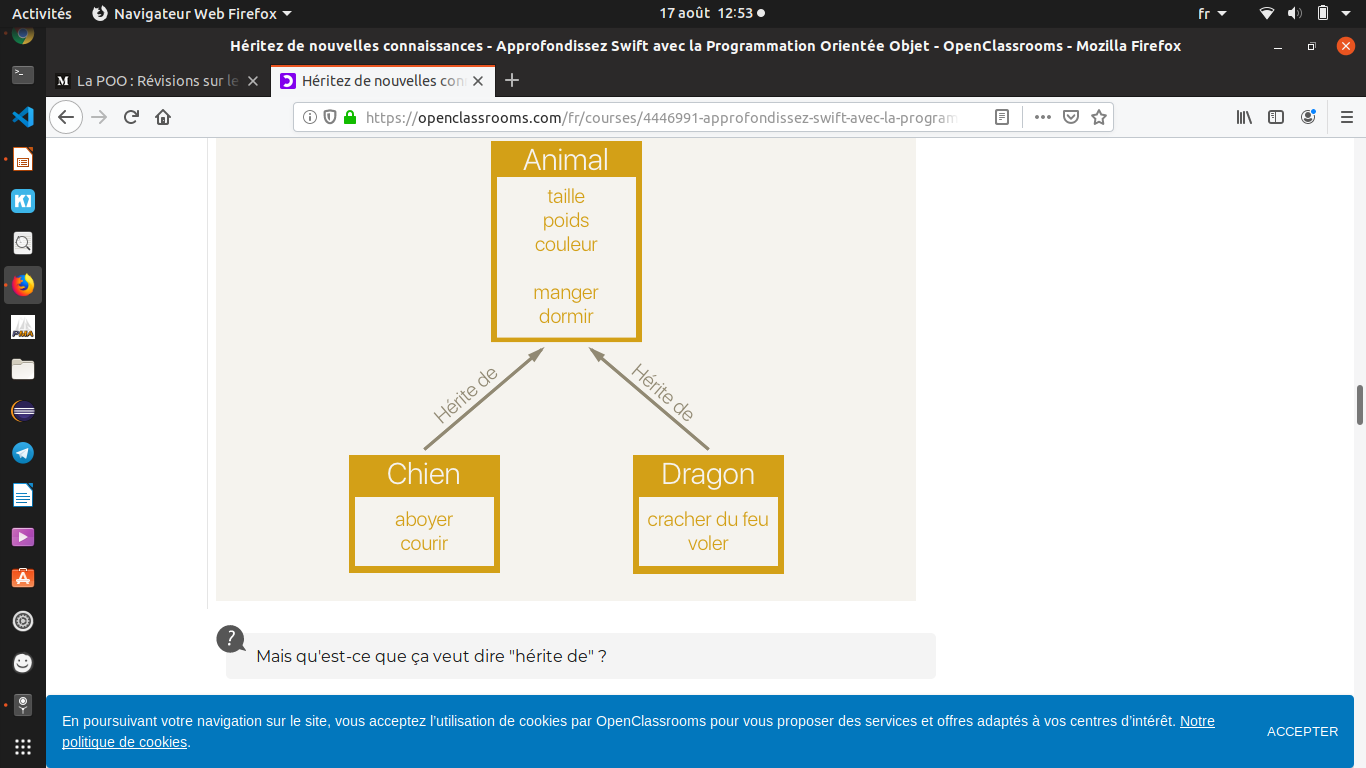 Activités
Navigateur Web Firefox
17 août 12:53
fr
Héritez de nouvelles connaissances - Approfondissez Swift avec la Programmation Orientée Objet - OpenClassrooms - Mozilla Firefox
M La POO : Révisions sur le
Héritez de nouvelles con
https://openclassrooms.com/fr/courses/4446991-approfondissez-swift-avec-la-program
Animal
taille
poids
couleur
manger
dormir
Hérite de
Hérite de
Chien
aboyer
courir
Dragon
cracher du feu
voler
?
Mais qu'est-ce que ça veut dire "hérite de" ?
En poursuivant votre navigation sur le site, vous acceptez l'utilisation de cookies par OpenClassrooms pour vous proposer des services et offres adaptés à vos centres d'intérêt. Notre
politique de cookies.
ACCEPTER
PMA